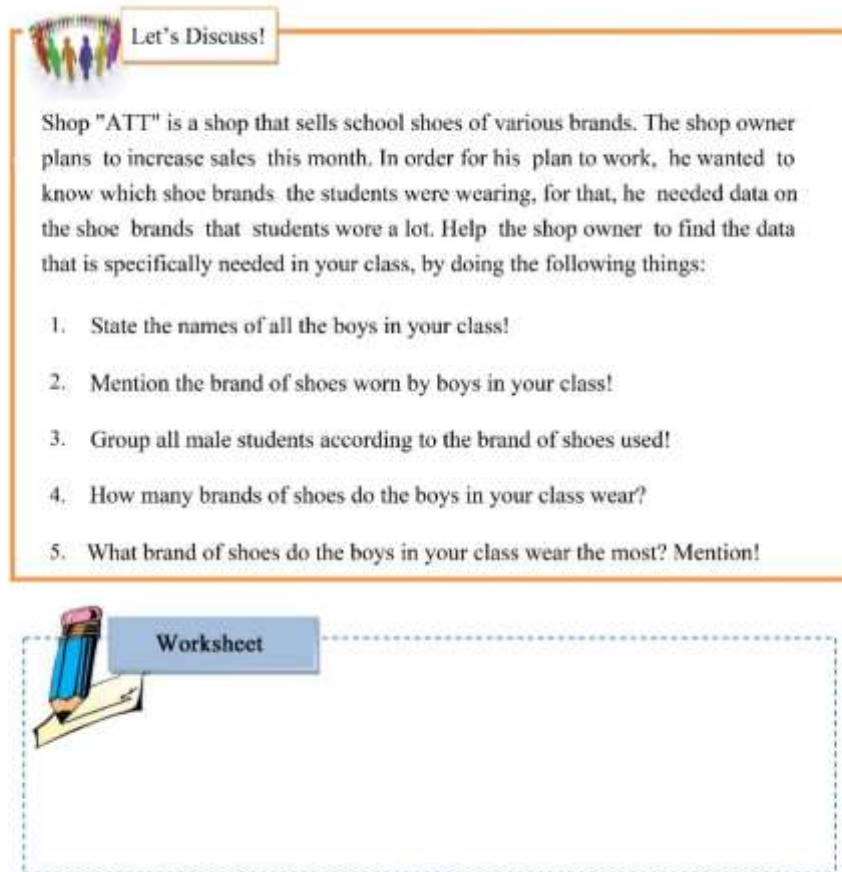 Let's Discuss!
Shop "ATT" is a shop that sells school shoes of various brands. The shop owner
plans to increase sales this month. In order for his plan to work, he wanted to
know which shoe brands the students were wearing, for that, he needed data on
the shoe brands that students wore a lot. Help the shop owner to find the data
that is specifically needed in your class, by doing the following things:
1. State the names of all the boys in your class!
2. Mention the brand of shoes worn by boys in your class!
3. Group all male students according to the brand of shoes used!
4. How many brands of shoes do the boys in your class wear?
5. What brand of shoes do the boys in your class wear the most? Mention!
Worksheet